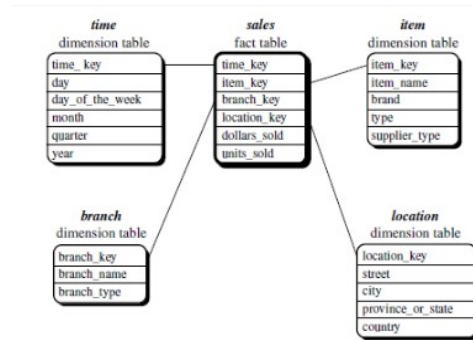 time
dimension table
time_ key
day
day_of_the_week
month
quarter
year
sales
fact table
time_key
item_key
branch_key
location_key
dollars_sold
units_sold
item
dimension table
item_key
item_name
brand
type
supplier_type
branch
dimension table
branch_key
branch_name
branch_type
location
dimension table
location_key
street
city
province_or_state
country